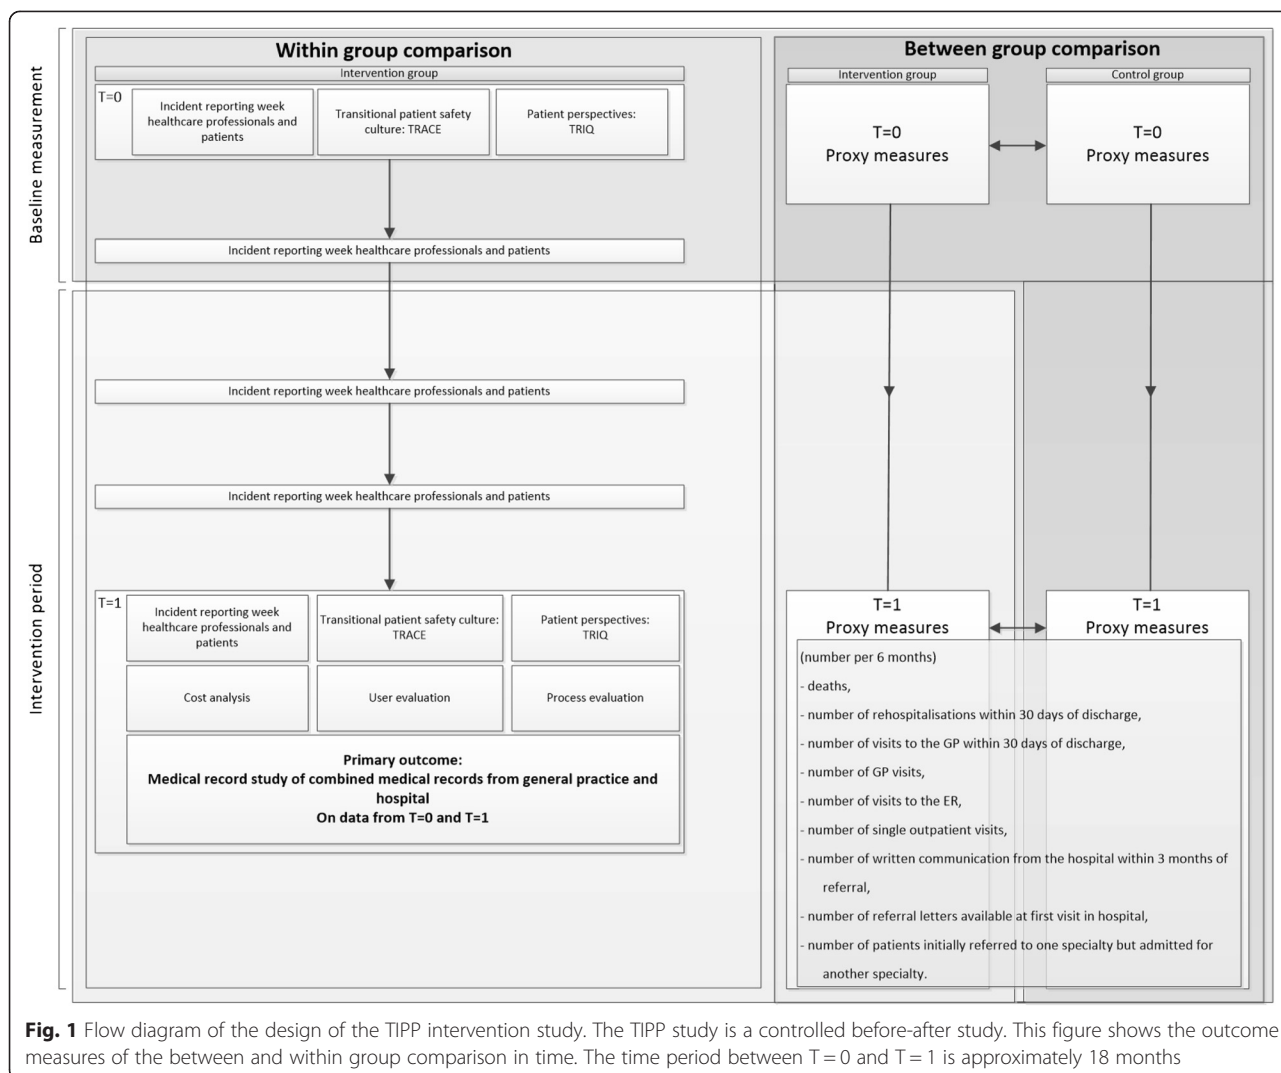 Within group comparison
Intervention group
T=0
Incident reporting week
healthcare professionals and
patients
Transitional patient safety
culture: TRACE
Patient perspectives:
TRIQ
Incident reporting week healthcare professionals and patients
Baseline measurement
Between group comparison
Intervention group
Control group
T=0
Proxy measures
T=0
Proxy measures
Intervention period
Incident reporting week healthcare professionals and patients
Incident reporting week healthcare professionals and patients
T=1
Incident reporting week
healthcare professionals and
patients
Transitional patient safety culture:
TRACE
Patient perspectives:
TRIQ
Cost analysis
User evaluation
Process evaluation
Primary outcome:
Medical record study of combined medical records from general practice and
hospital
On data from T=0 and T=1
T=1
Proxy measures
T=1
Proxy measures
(number per 6 months)
- deaths,
- number of rehospitalisations within 30 days of discharge,
- number of visits to the GP within 30 days of discharge,
- number of GP visits,
- number of visits to the ER,
- number of single outpatient visits,
- number of written communication from the hospital within 3 months of
referral,
- number of referral letters available at first visit in hospital,
- number of patients initially referred to one specialty but admitted for
another specialty.
Fig. 1 Flow diagram of the design of the TIPP intervention study. The TIPP study is a controlled before-after study. This figure shows the outcome
measures of the between and within group comparison in time. The time period between T = 0 and T = 1 is approximately 18 months